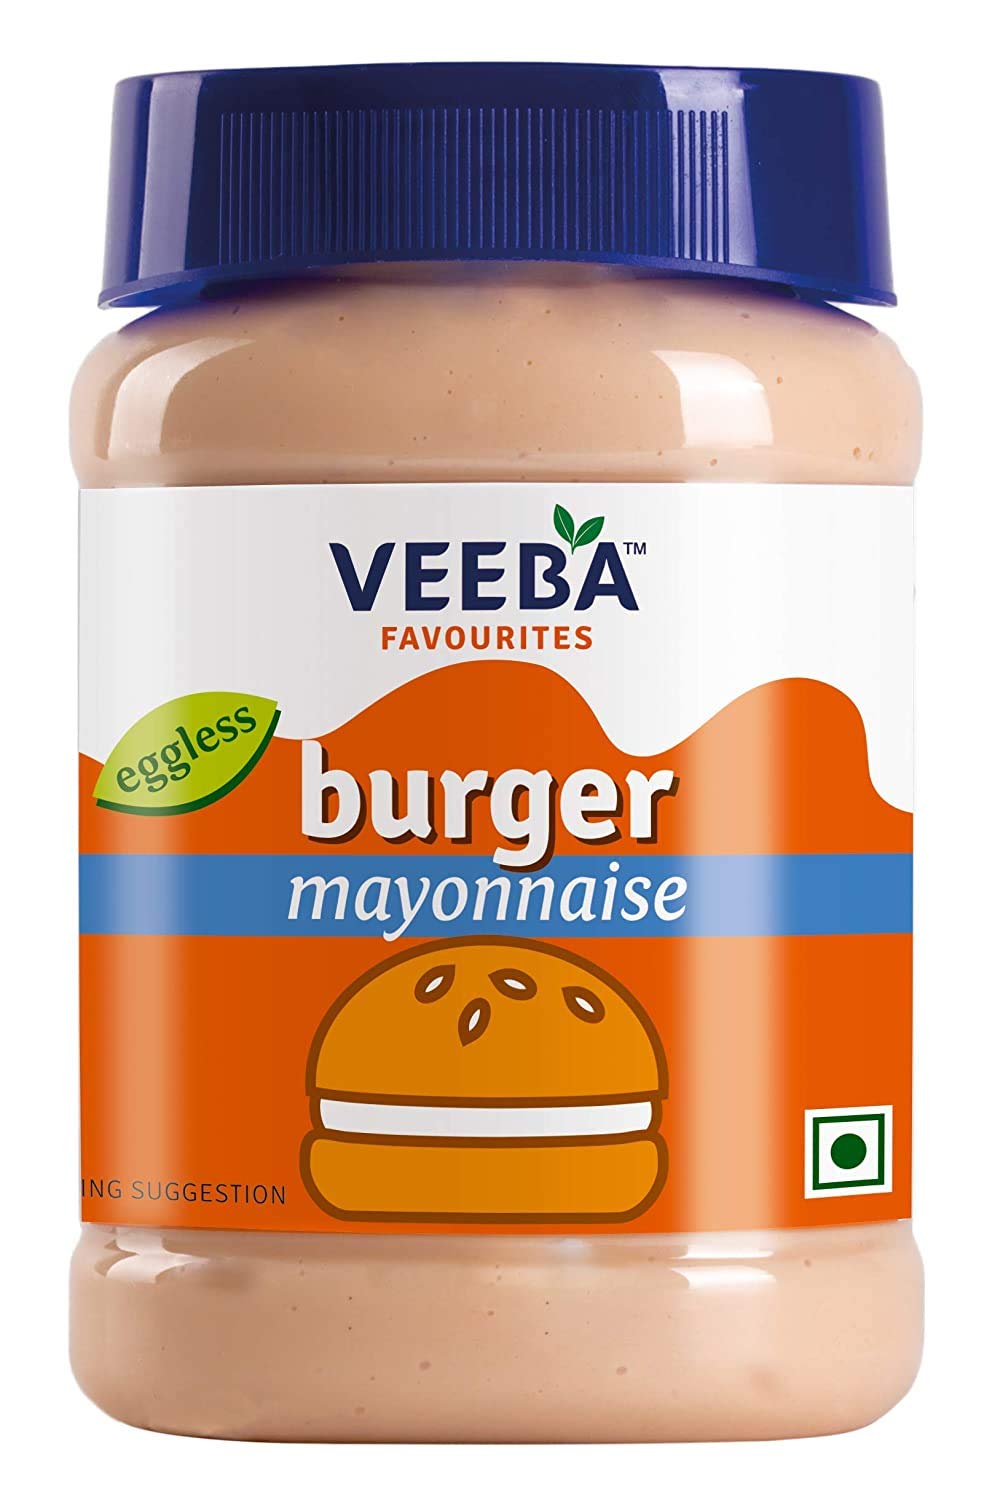 VEEBA™
FAVOURITES
eggless
burger
mayonnaise
ING SUGGESTION